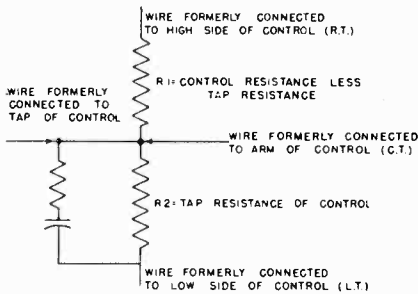 WIRE FORMERLY CONNECTED
TO HIGH SIDE OF CONTROL (R.T.)
R1=CONTROL RESISTANCE LESS
TAP RESISTANCE
WIRE FORMERLY
CONNECTED TO
TAP OF CONTROL
WIRE FORMERLY CONNECTED
TO ARM OF CONTROL (C.T.)
R2=TAP RESISTANCE OF CONTROL
WIRE FORMERLY CONNECTED
TO LOW SIDE OF CONTROL (L.T.)